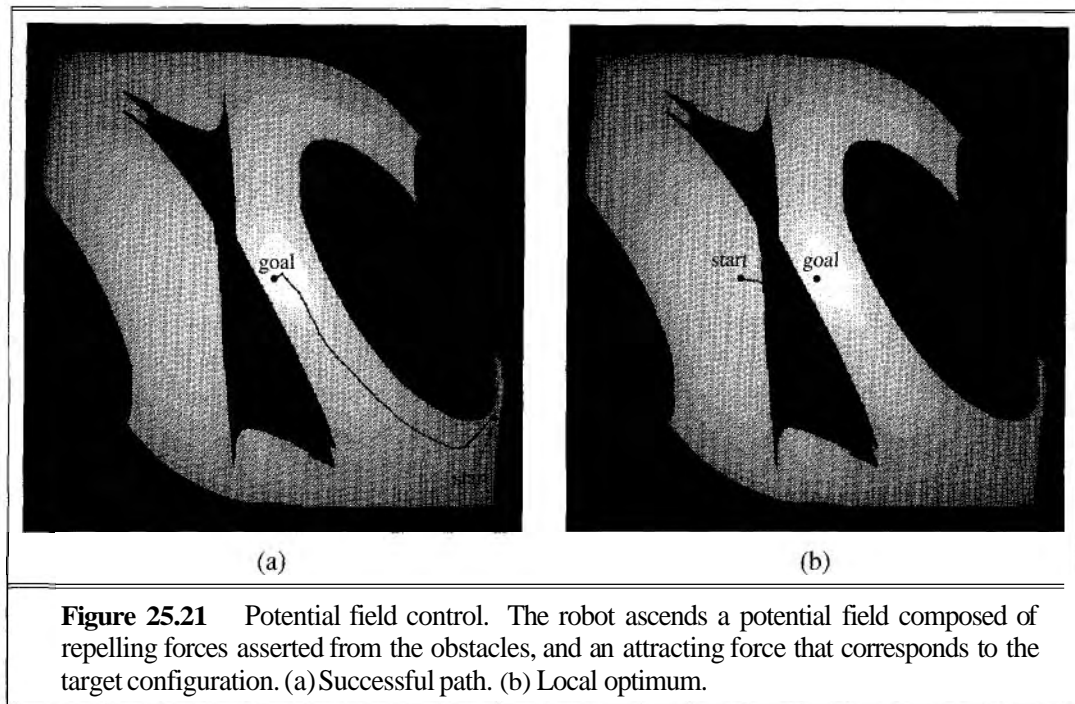 goal
start
goal
(a)
(b)
Figure 25.21 Potential field control. The robot ascends a potential field composed of
repelling forces asserted from the obstacles, and an attracting force that corresponds to the
target configuration. (a) Successful path. (b) Local optimum.